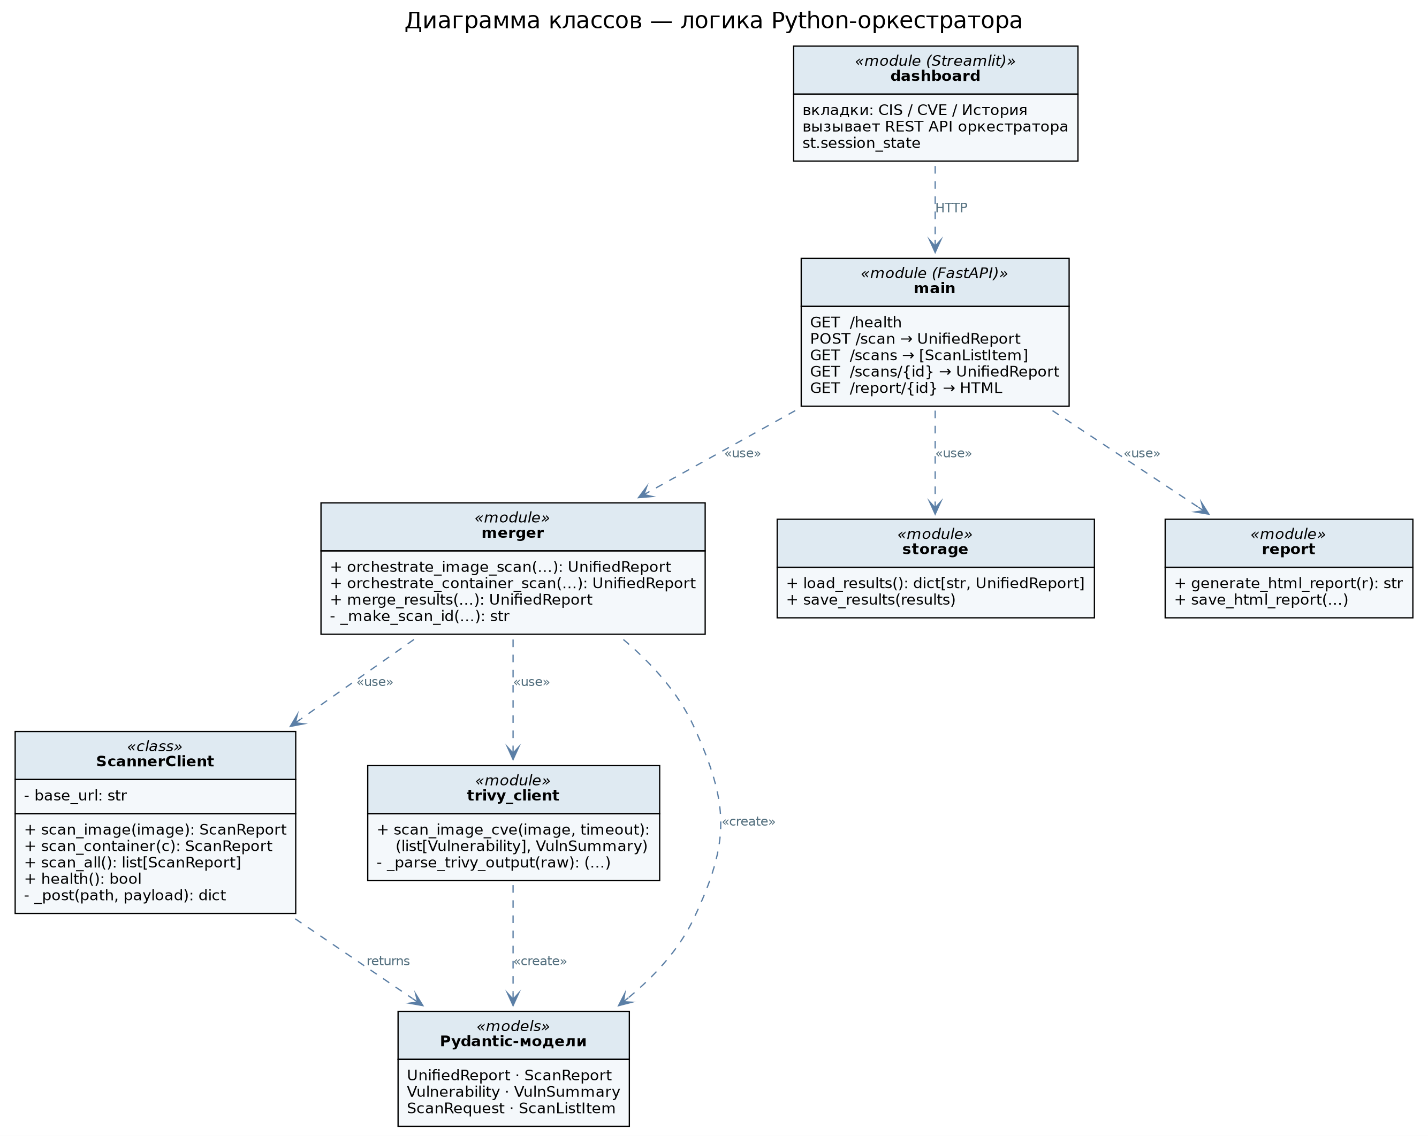 Диаграмма классов — логика Python-оркестратора
«module (Streamlit)»
dashboard
вкладки: CIS / CVE / История
вызывает REST API оркестратора
st.session_state
HTTP
«module (FastAPI)»
main
GET  /health
POST /scan → UnifiedReport
GET  /scans → [ScanListItem]
GET  /scans/{id} → UnifiedReport
GET  /report/{id} → HTML
«use»
«use»
«use»
«module»
merger
+ orchestrate_image_scan(…): UnifiedReport
+ orchestrate_container_scan(…): UnifiedReport
+ merge_results(…): UnifiedReport
- _make_scan_id(…): str
«module»
storage
+ load_results(): dict[str, UnifiedReport]
+ save_results(results)
«module»
report
+ generate_html_report(r): str
+ save_html_report(…)
«use»
«use»
«create»
«class»
ScannerClient
- base_url: str
+ scan_image(image): ScanReport
+ scan_container(c): ScanReport
+ scan_all(): list[ScanReport]
+ health(): bool
- _post(path, payload): dict
«module»
trivy_client
+ scan_image_cve(image, timeout):
(list[Vulnerability], VulnSummary)
- _parse_trivy_output(raw): (…)
returns
«create»
«models»
Pydantic-модели
UnifiedReport · ScanReport
Vulnerability · VulnSummary
ScanRequest · ScanListItem